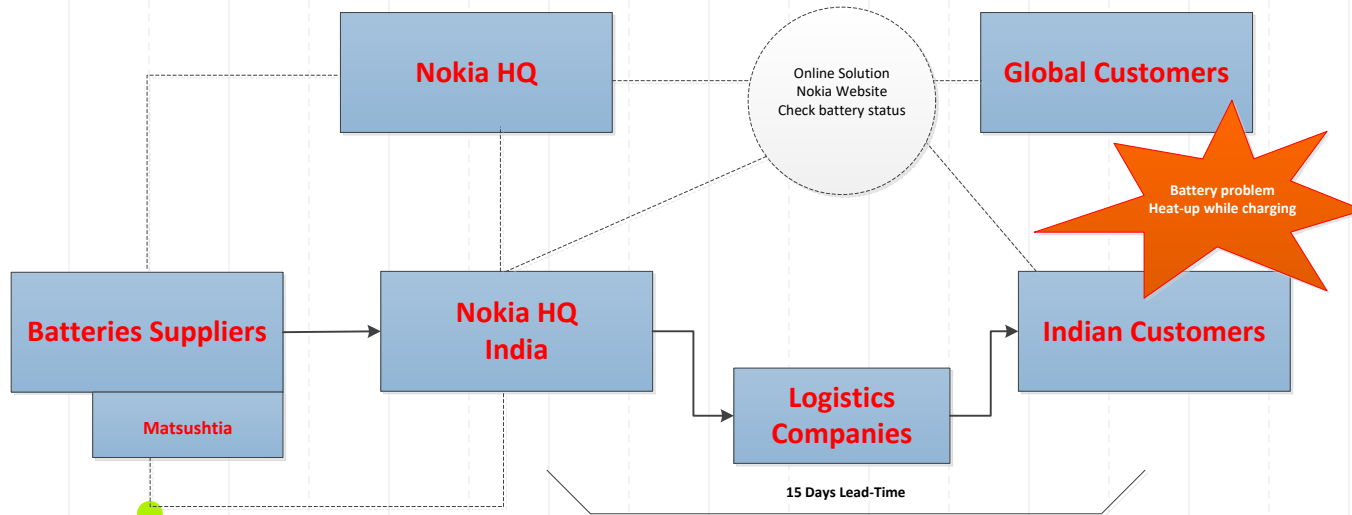 Nokia HQ
Online Solution
Nokia Website
Check battery status
Global Customers
Battery problem
Heat-up while charging
Batteries Suppliers
Matsushtia
Nokia HQ
India
Logistics
Companies
Indian Customers
15 Days Lead-Time